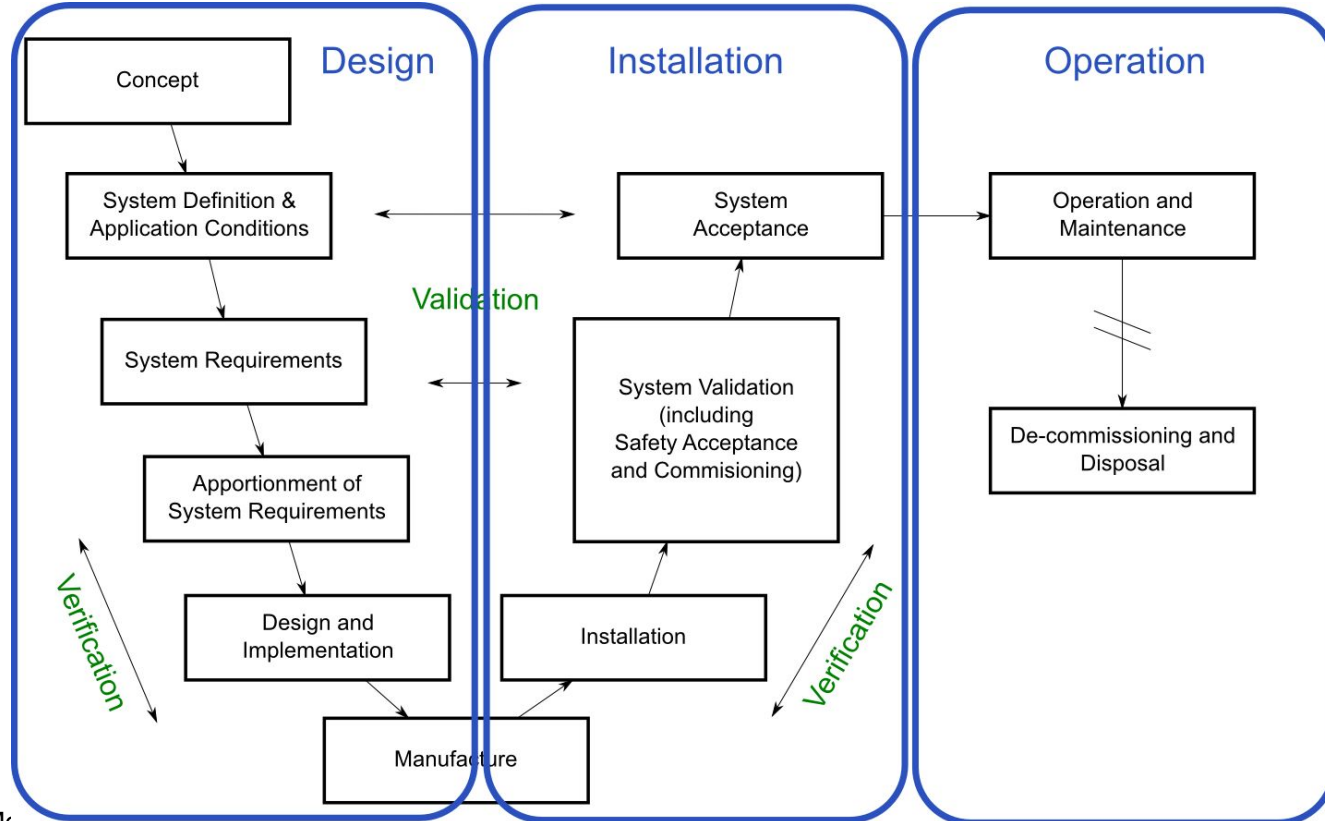 Design
Installation
Operation
Concept
System Definition &
Application Conditions
System
Acceptance
Operation and
Maintenance
Validation
System Requirements
System Validation
(including
Safety Acceptance
and Commisioning)
De-commissioning and
Disposal
Apportionment of
System Requirements
Verification
Design and
Implementation
Installation
Verification
Manufacture